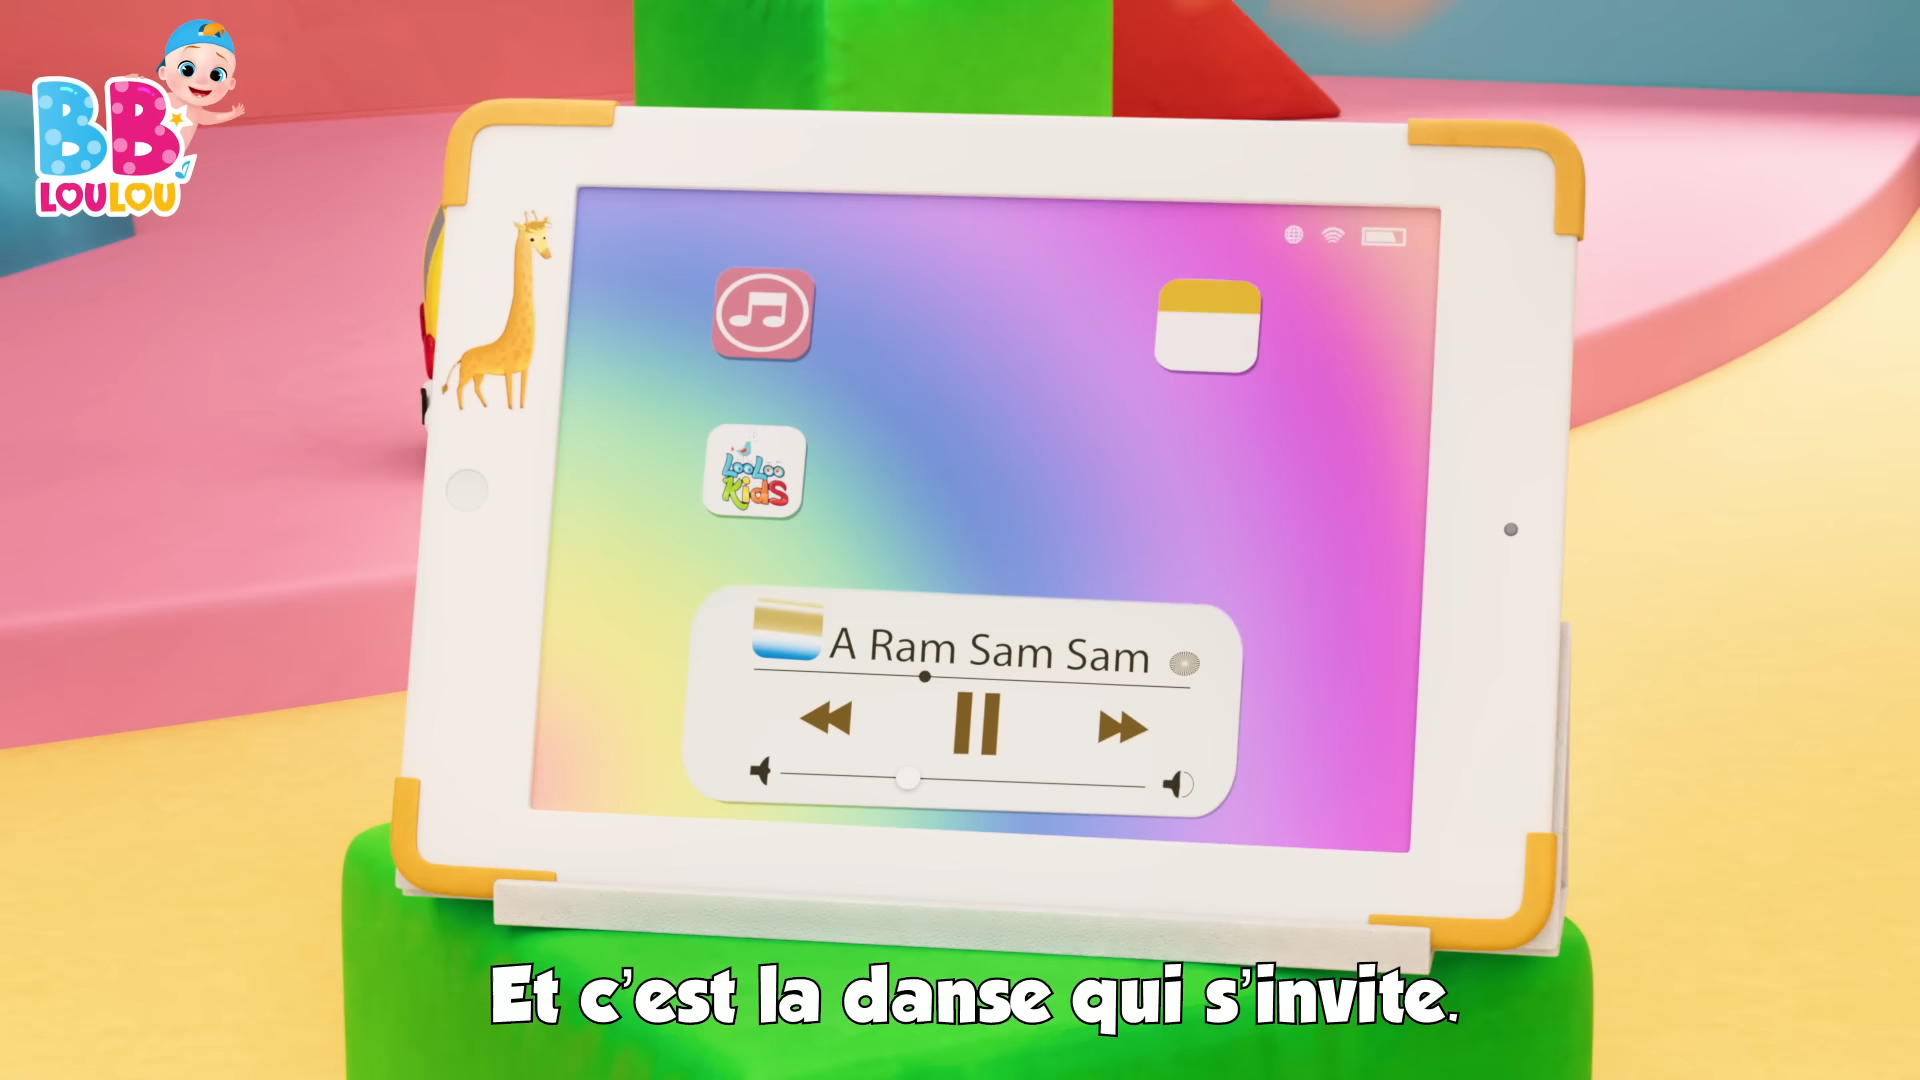 BB
LOULOU
LooLoo
Kids
A Ram Sam Sam
Et c'est la danse qui s'invite.